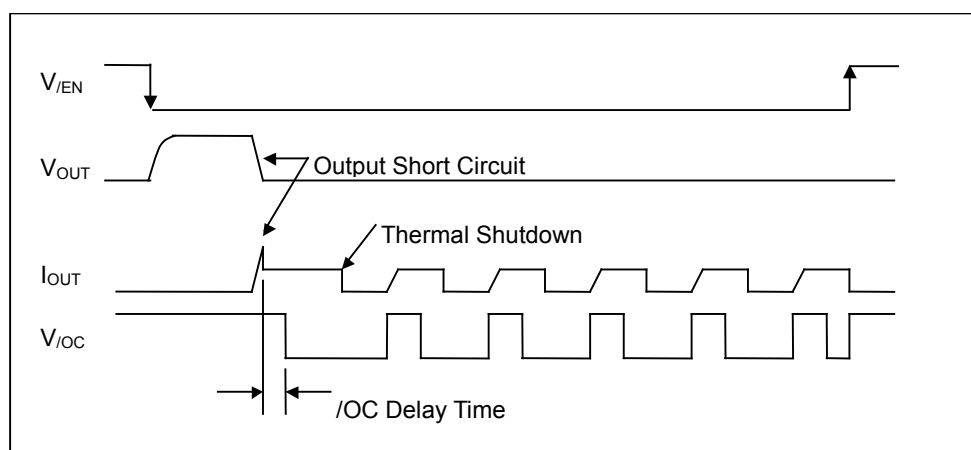 V/EN
VOUT
Output Short Circuit
Thermal Shutdown
IOUT
V/OC
/OC Delay Time